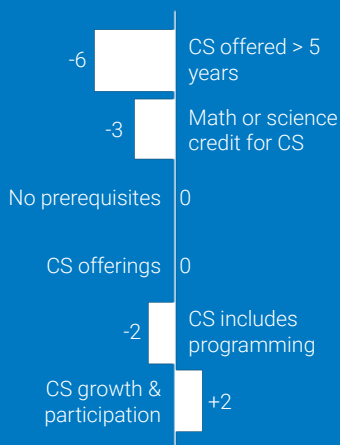 -6 CS offered > 5
years
-3 Math or science
credit for CS
No prerequisites 0
CS offerings 0
-2 CS includes
programming
CS growth &
participation +2